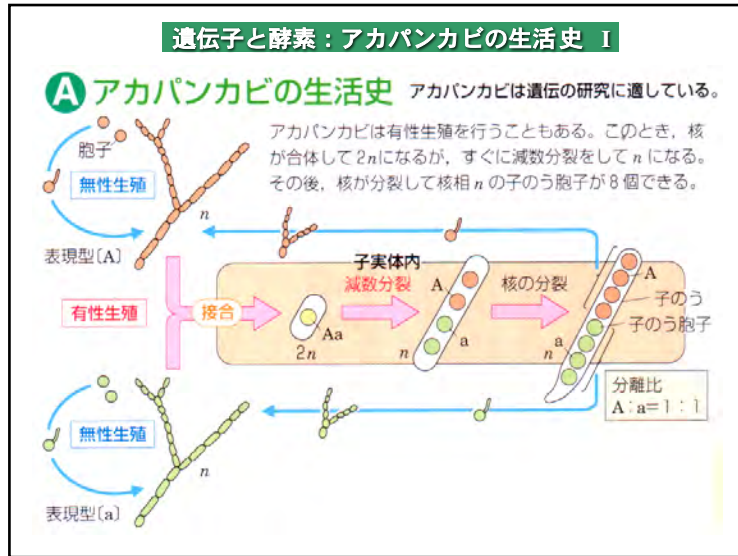 遺伝子と酵素：アカパンカビの生活史 I
A アカパンカビの生活史 アカパンカビは遺伝の研究に適している。
アカパンカビは有性生殖を行うこともある。このとき，核
が合体して2nになるが，すぐに減数分裂をしてnになる。
その後，核が分裂して核相nの子のう胞子が8個できる。
胞子
無性生殖
n
表現型〔A〕
子実体内
減数分裂
核の分裂
有性生殖
接合
Aa
2n
A
a
n
A
子のう
子のう胞子
a
n
分離比
A：a＝1：1
無性生殖
n
表現型〔a〕